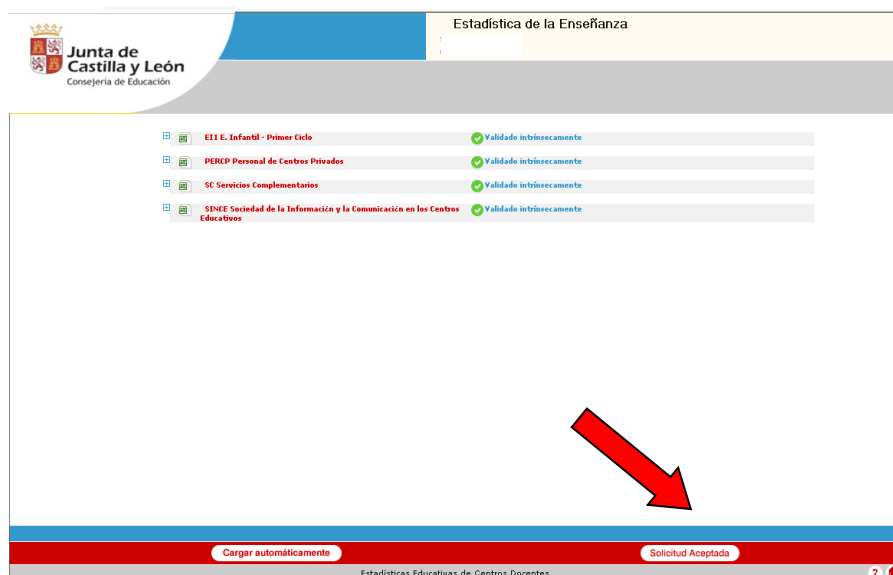 Estadística de la Enseñanza
Junta de
Castilla y León
Consejería de Educación
EI1 E. Infantil - Primer Ciclo
Validado intrínsecamente
PERCP Personal de Centros Privados
Validado intrínsecamente
SC Servicios Complementarios
Validado intrínsecamente
SINCE Sociedad de la Información y la Comunicación en los Centros
Educativos
Validado intrínsecamente
Cargar automáticamente
Solicitud Aceptada
Estadísticas Educativas de Centros Docentes
?